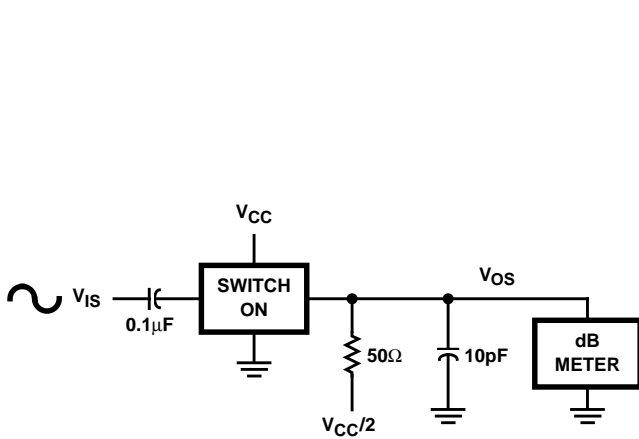 VCC
VIS
SWITCH
ON
VOS
0.1μF
50Ω
10pF
dB
METER
VCC/2